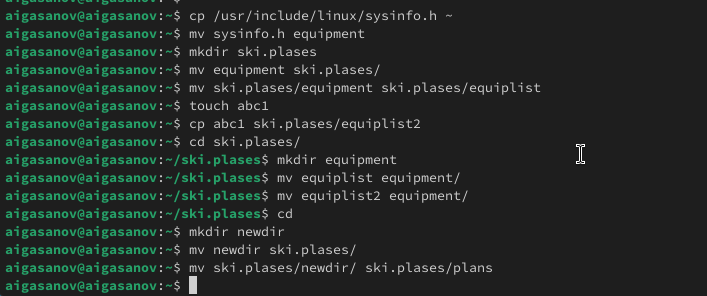 aigasanov@aigasanov:~$ cp /usr/include/linux/sysinfo.h ~
aigasanov@aigasanov:~$ mv sysinfo.h equipment
aigasanov@aigasanov:~$ mkdir ski.plases
aigasanov@aigasanov:~$ mv equipment ski.plases/
aigasanov@aigasanov:~$ mv ski.plases/equipment ski.plases/equiplist
aigasanov@aigasanov:~$ touch abc1
aigasanov@aigasanov:~$ cp abc1 ski.plases/equiplist2
aigasanov@aigasanov:~$ cd ski.plases/
aigasanov@aigasanov:~/ski.plases$ mkdir equipment
aigasanov@aigasanov:~/ski.plases$ mv equiplist equipment/
aigasanov@aigasanov:~/ski.plases$ mv equiplist2 equipment/
aigasanov@aigasanov:~/ski.plases$ cd
aigasanov@aigasanov:~$ mkdir newdir
aigasanov@aigasanov:~$ mv newdir ski.plases/
aigasanov@aigasanov:~$ mv ski.plases/newdir/ ski.plases/plans
aigasanov@aigasanov:~$